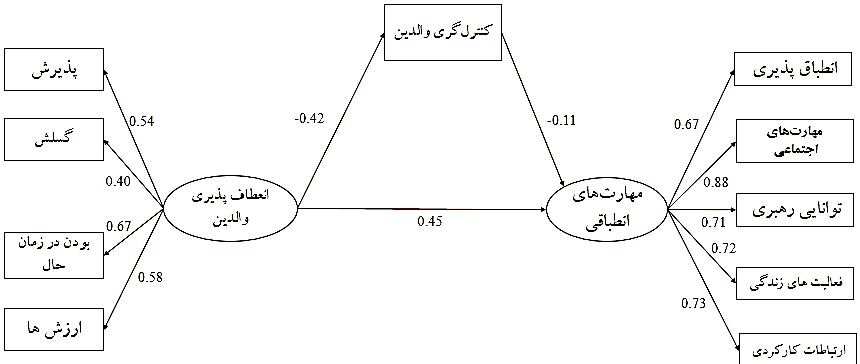 کنترل‌گری والدین
پذیرش
انطباق پذیری
0.54
-0.42
-0.11
0.67
گسلش
مهارت‌های
اجتماعی
0.40
0.88
انعطاف پذیری
والدین
مهارت‌های
انطباقی
توانایی رهبری
0.45
0.71
0.67
بودن در زمان
حال
0.72
0.58
فعالیت های زندگی
0.73
ارزش ها
ارتباطات کارکردی